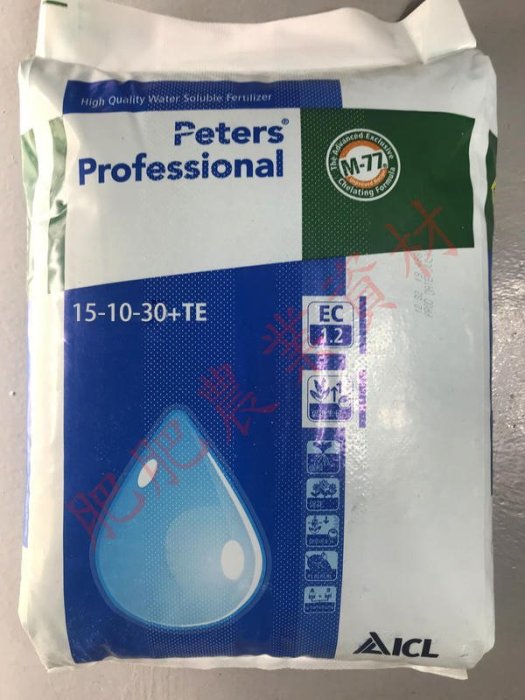 High Quality Water Soluble Fertilizer
Peters®
Professional
The Advanced Exclusive
M-77
Chelating Formula
15-10-30+TE
EC
1.2
肥肥農業資材
ICL